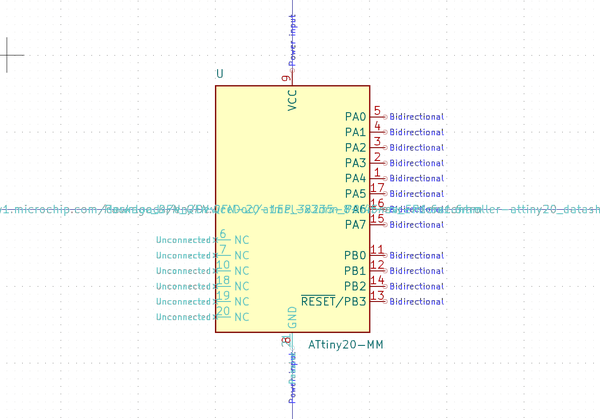 Power input
U
9
VCC
PA0 5 Bidirectional
PA1 4 Bidirectional
PA2 3 Bidirectional
PA3 2 Bidirectional
PA4 1 Bidirectional
PA5 17 Bidirectional
16
PA7 15 Bidirectional
Unconnected 6 NC
Unconnected 7 NC
PB0 11 Bidirectional
Unconnected 10 NC
PB1 12 Bidirectional
Unconnected 18 NC
PB2 14 Bidirectional
Unconnected 19 NC
RESET/PB3 13 Bidirectional
Unconnected 20 NC
GND
8
ATtiny20-MM
Power input